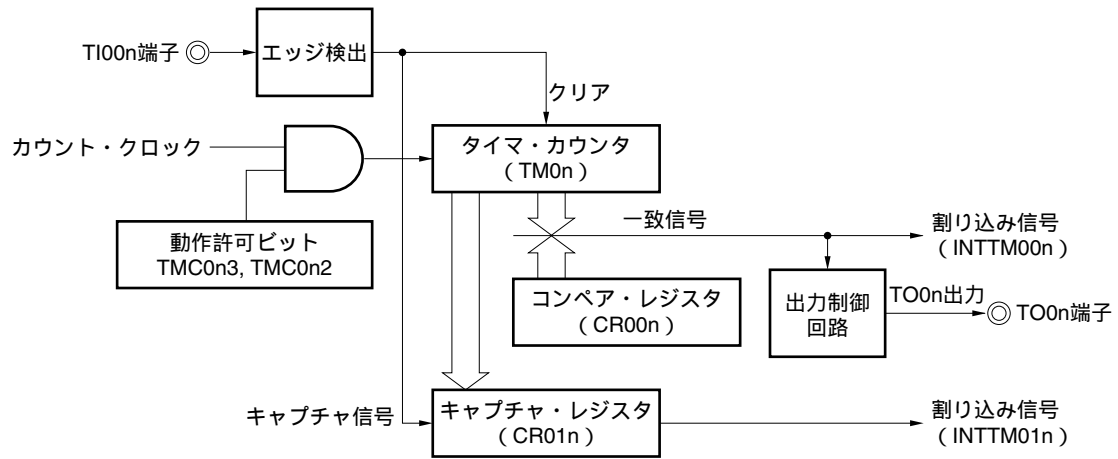 TI00n端子
エッジ検出
クリア
カウント・クロック
タイマ・カウンタ
(TM0n)
動作許可ビット
TMC0n3, TMC0n2
一致信号
割り込み信号
(INTTM00n)
コンペア・レジスタ
(CR00n)
出力制御
回路
TO0n出力
TO0n端子
キャプチャ信号
キャプチャ・レジスタ
(CR01n)
割り込み信号
(INTTM01n)